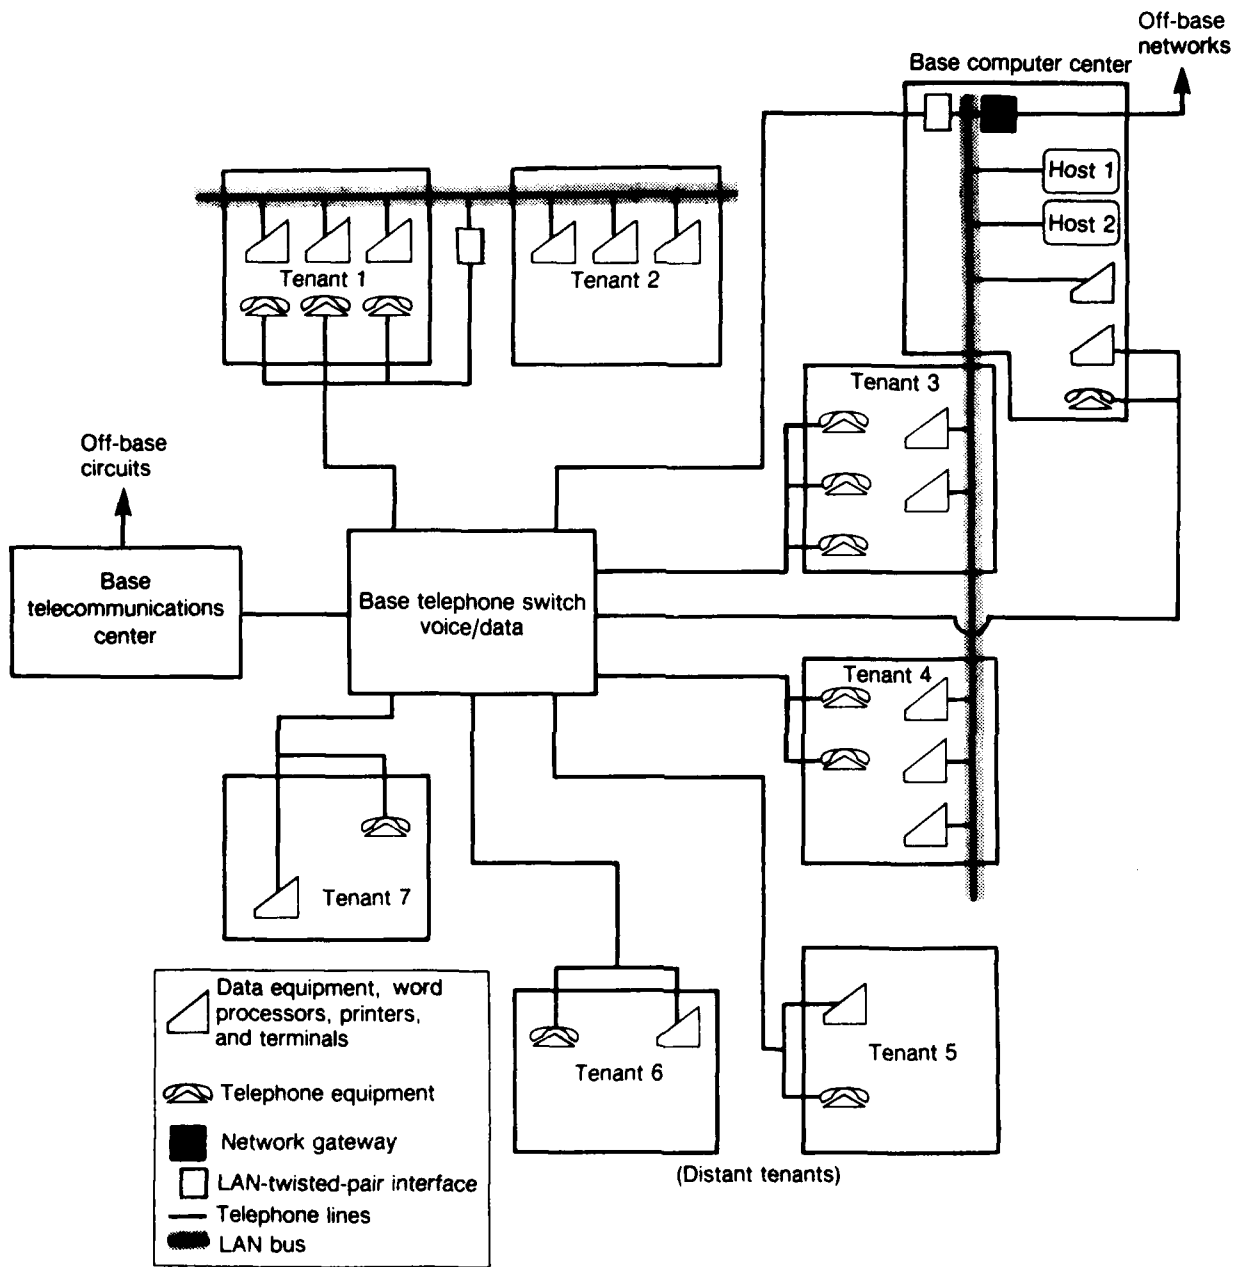 Off-base
networks
Base computer center
Host 1
Host 2
Tenant 1
Tenant 2
Tenant 3
Off-base
circuits
Base
telecommunications
center
Base telephone switch
voice/data
Tenant 4
Tenant 7
Tenant 6
Tenant 5
(Distant tenants)
Data equipment, word
processors, printers,
and terminals
Telephone equipment
Network gateway
LAN-twisted-pair interface
Telephone lines
LAN bus